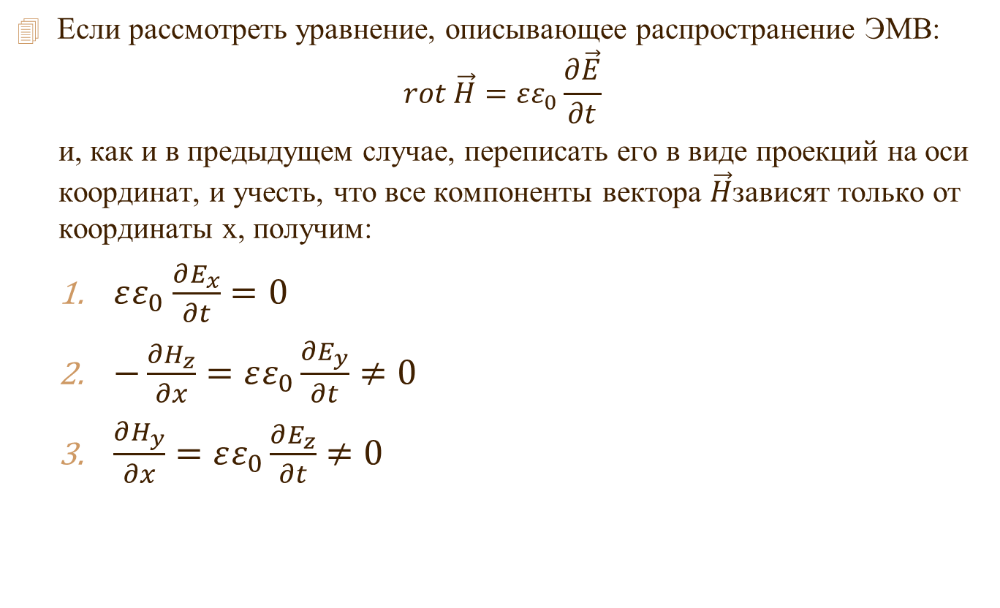 Если рассмотреть уравнение, описывающее распространение ЭМВ:
$rot\,\vec{H} = \varepsilon\varepsilon_0 \frac{\partial \vec{E}}{\partial t}$
и, как и в предыдущем случае, переписать его в виде проекций на оси
координат, и учесть, что все компоненты вектора $\vec{H}$зависят только от
координаты x, получим:
1. $\varepsilon\varepsilon_0 \frac{\partial E_x}{\partial t} = 0$
2. $-\frac{\partial H_z}{\partial x} = \varepsilon\varepsilon_0 \frac{\partial E_y}{\partial t} \neq 0$
3. $\frac{\partial H_y}{\partial x} = \varepsilon\varepsilon_0 \frac{\partial E_z}{\partial t} \neq 0$